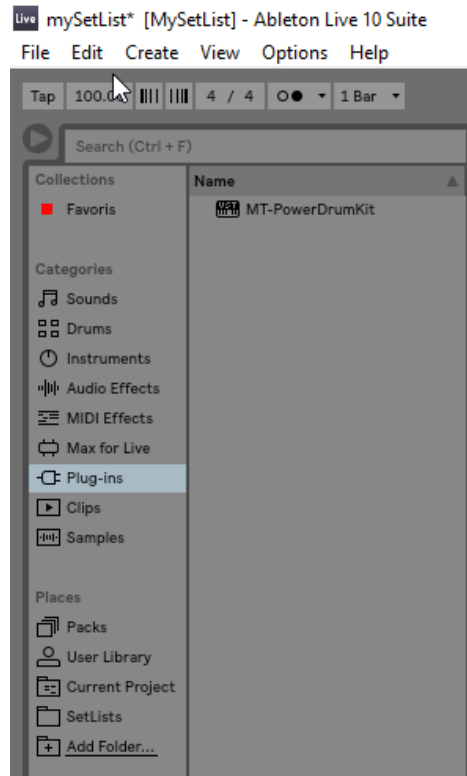 Live mySetList* [MySetList] - Ableton Live 10 Suite
File Edit Create View Options Help
Tap 4 / 4 1 Bar
Search (Ctrl + F)
Collections Name
Favoris VST MT-PowerDrumKit
Categories
Sounds
Drums
Instruments
Audio Effects
MIDI Effects
Max for Live
Plug-ins
Clips
Samples
Places
Packs
User Library
Current Project
SetLists
Add Folder...